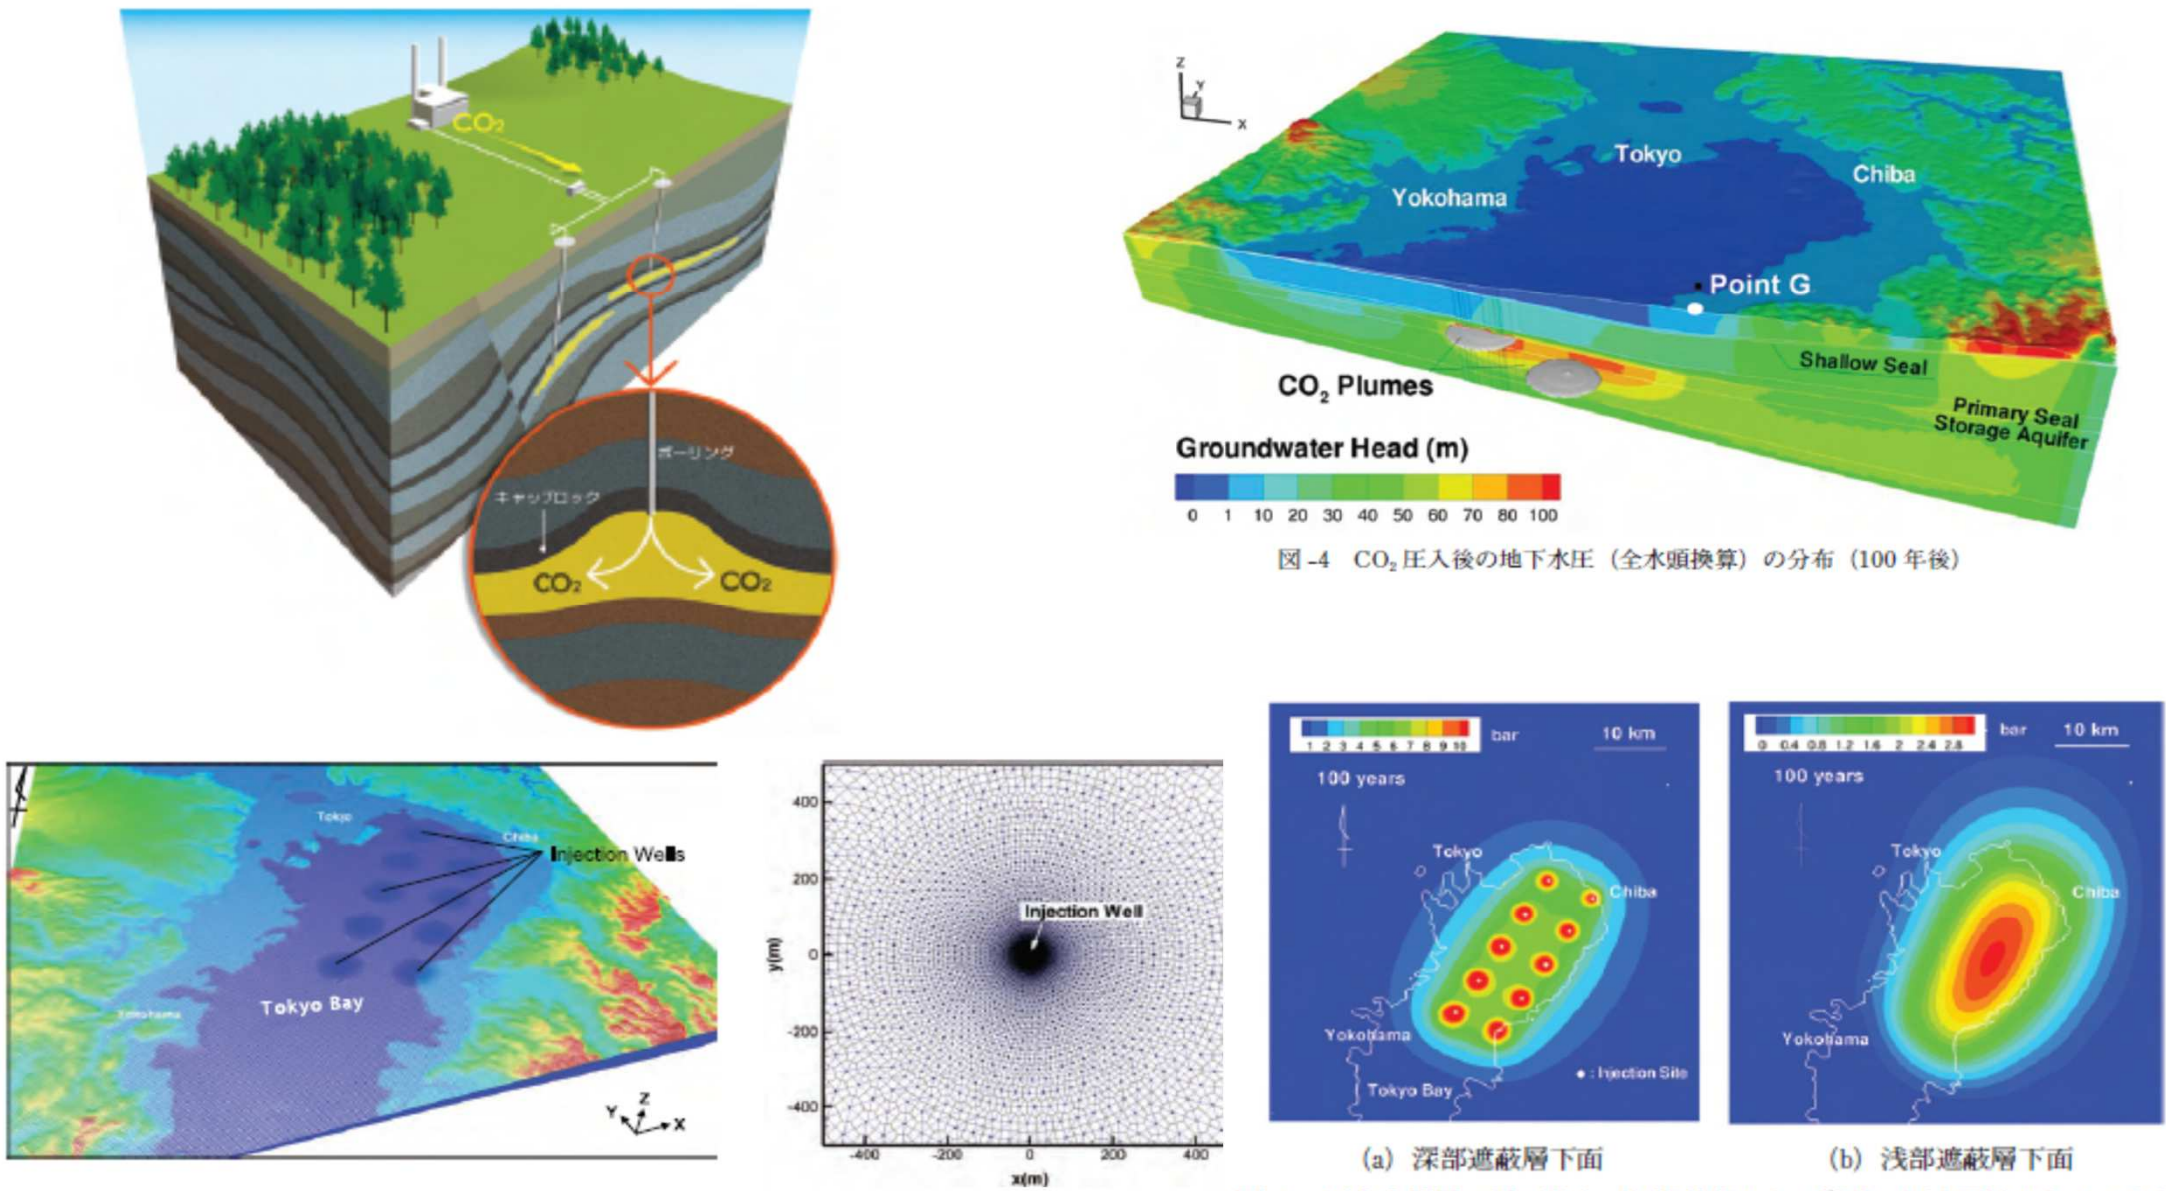 CO₂
ボーリング
キャップロック
CO₂
CO₂
Z
Y
X
Tokyo
Chiba
Yokohama
Point G
Shallow Seal
CO₂ Plumes
Primary Seal
Storage Aquifer
Groundwater Head (m)
0 1 10 20 30 40 50 60 70 80 100
図-4 CO₂圧入後の地下水圧（全水頭換算）の分布（100年後）
Tokyo
Chiba
Injection Wells
Tokyo Bay
Yokohama
Z
Y
X
400
200
0
-200
-400
y(m)
Injection Well
-400 -200 0 200 400
x(m)
1 2 3 4 5 6 7 8 9 10
bar
10 km
100 years
Tokyo
Chiba
Yokohama
: Injection Site
Tokyo Bay
(a) 深部遮蔽層下面
0 0.4 0.8 1.2 1.6 2 2.4 2.8
bar
10 km
100 years
Tokyo
Chiba
Yokohama
(b) 浅部遮蔽層下面